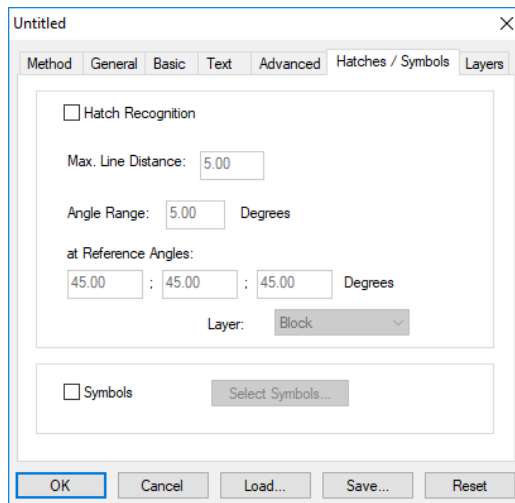 Untitled
Method General Basic Text Advanced Hatches / Symbols Layers
Hatch Recognition
Max. Line Distance: 5.00
Angle Range: 5.00 Degrees
at Reference Angles:
45.00 ; 45.00 ; 45.00 Degrees
Layer: Block
Symbols Select Symbols...
OK Cancel Load... Save... Reset